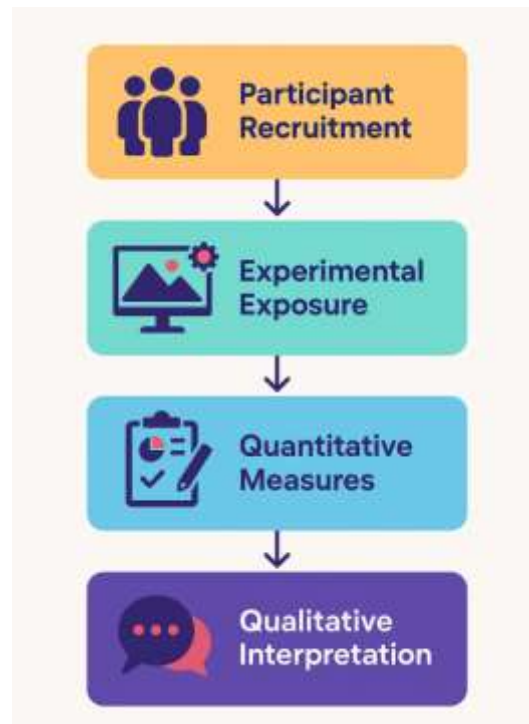 Participant
Recruitment
Experimental
Exposure
Quantitative
Measures
Qualitative
Interpretation